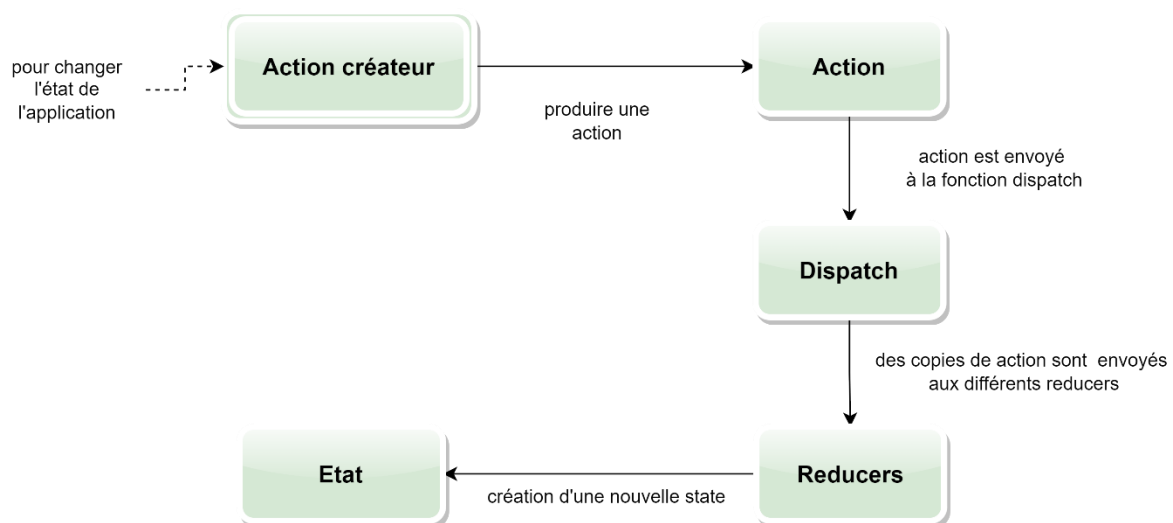 pour changer
l'état de
l'application
Action créateur
produire une
action
Action
action est envoyé
à la fonction dispatch
Dispatch
des copies de action sont envoyés
aux différents reducers
Reducers
création d'une nouvelle state
Etat